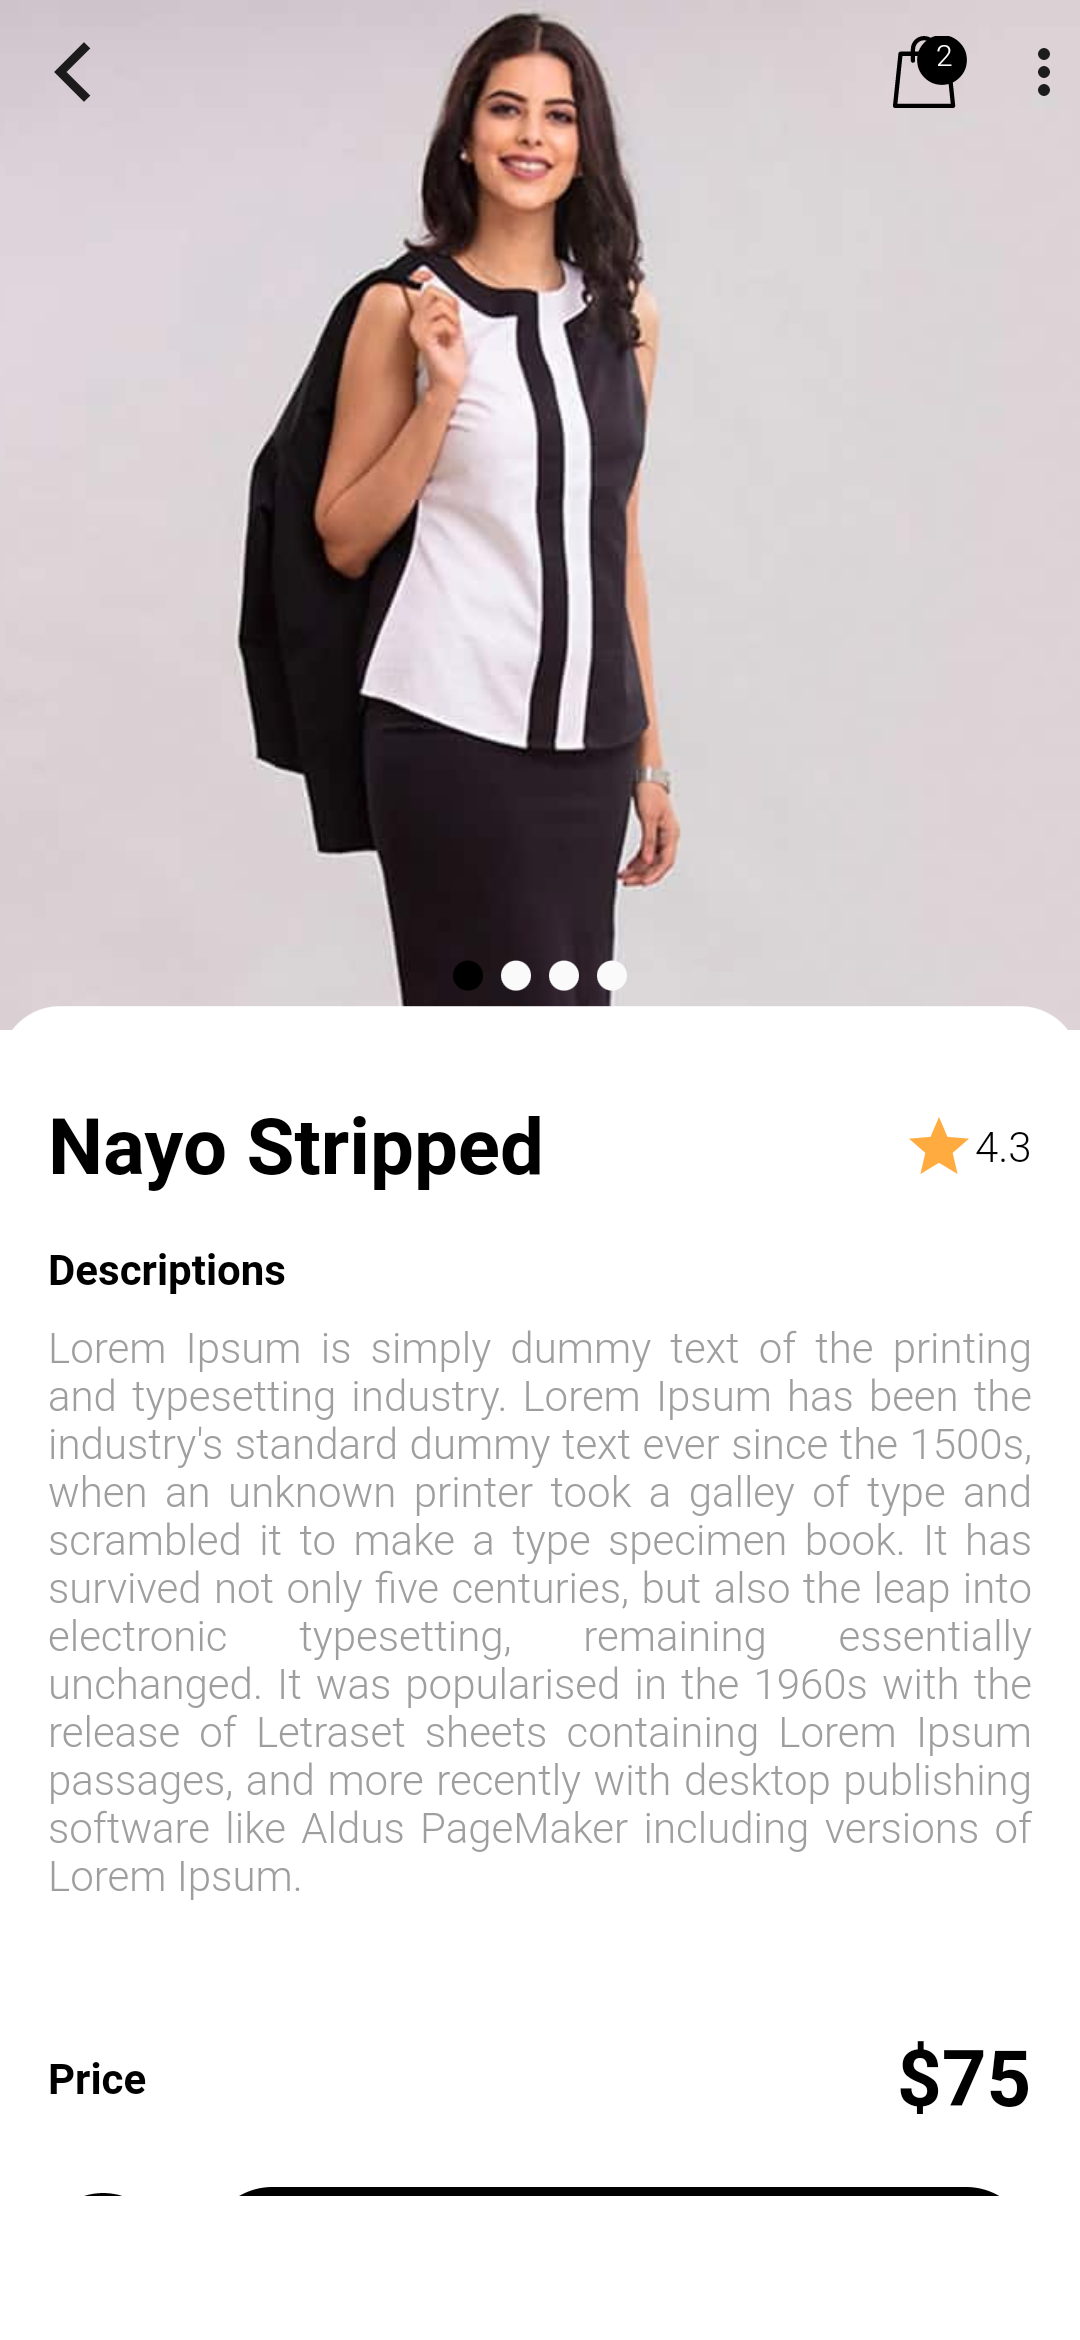 2
Nayo Stripped
4.3
Descriptions
Lorem Ipsum is simply dummy text of the printing
and typesetting industry. Lorem Ipsum has been the
industry's standard dummy text ever since the 1500s,
when an unknown printer took a galley of type and
scrambled it to make a type specimen book. It has
survived not only five centuries, but also the leap into
electronic typesetting, remaining essentially
unchanged. It was popularised in the 1960s with the
release of Letraset sheets containing Lorem Ipsum
passages, and more recently with desktop publishing
software like Aldus PageMaker including versions of
Lorem Ipsum.
Price
$75